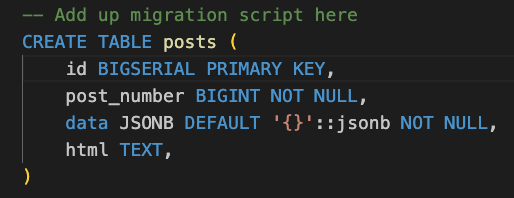 -- Add up migration script here
CREATE TABLE posts (
    id BIGSERIAL PRIMARY KEY,
    post_number BIGINT NOT NULL,
    data JSONB DEFAULT '{}'::jsonb NOT NULL,
    html TEXT,
)